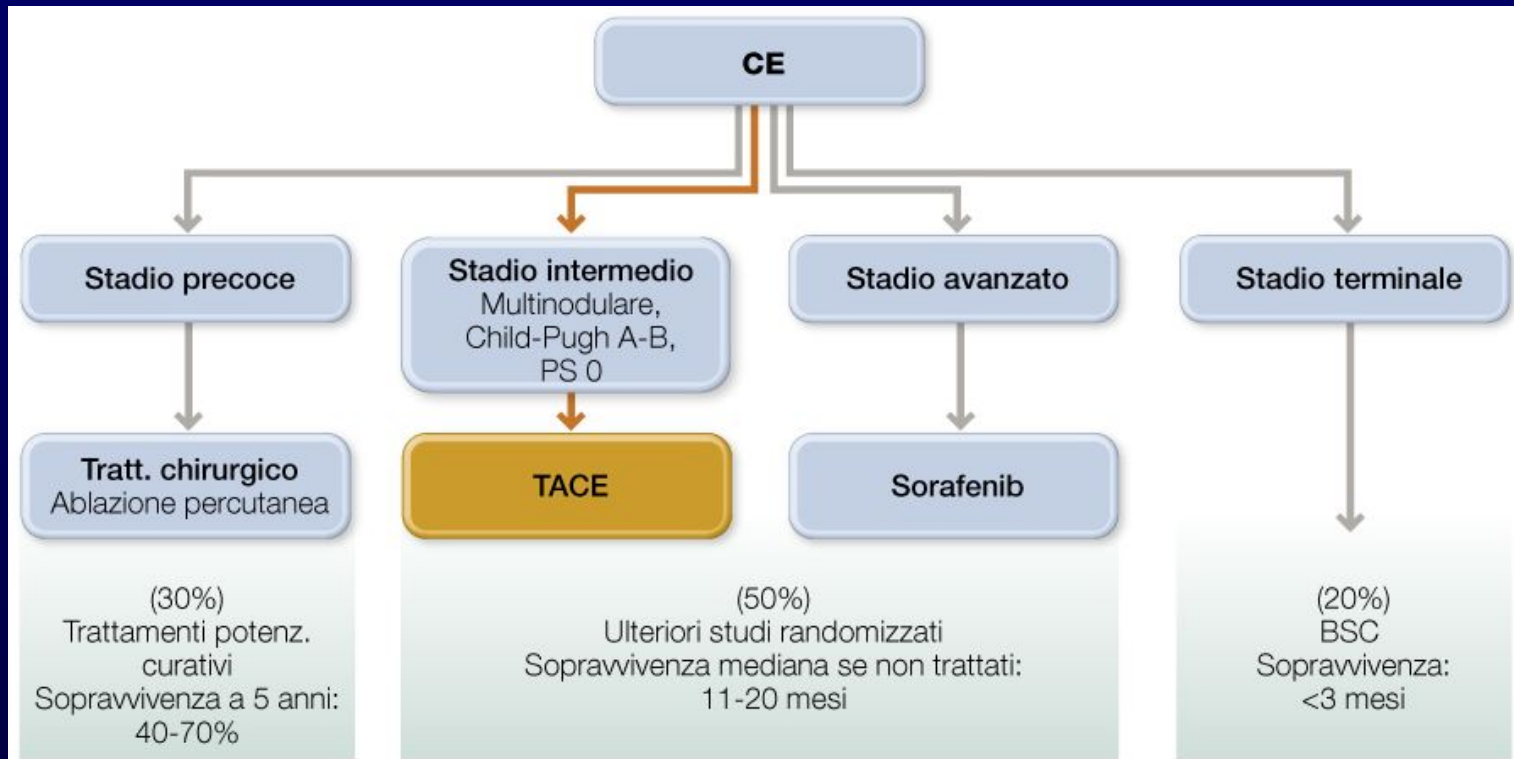 CE
Stadio precoce
Stadio intermedio
Multinodulare,
Child-Pugh A-B,
PS 0
Stadio avanzato
Stadio terminale
Tratt. chirurgico
Ablazione percutanea
TACE
Sorafenib
(30%)
Trattamenti potenz.
curativi
Sopravvivenza a 5 anni:
40-70%
(50%)
Ulteriori studi randomizzati
Sopravvivenza mediana se non trattati:
11-20 mesi
(20%)
BSC
Sopravvivenza:
<3 mesi